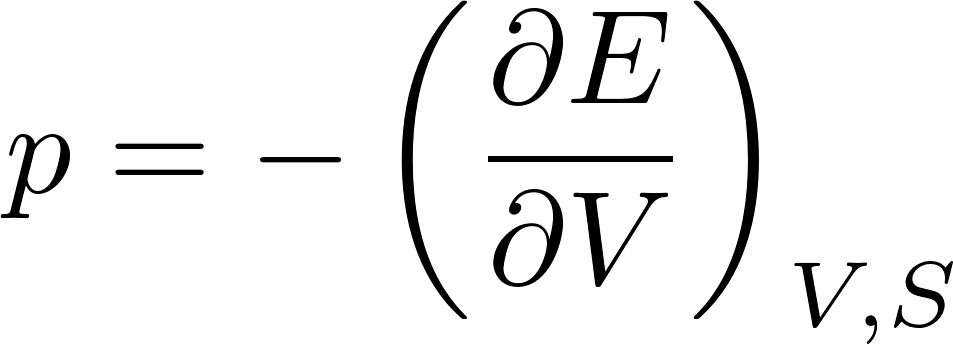 p = −(∂E/∂V)_{V,S}